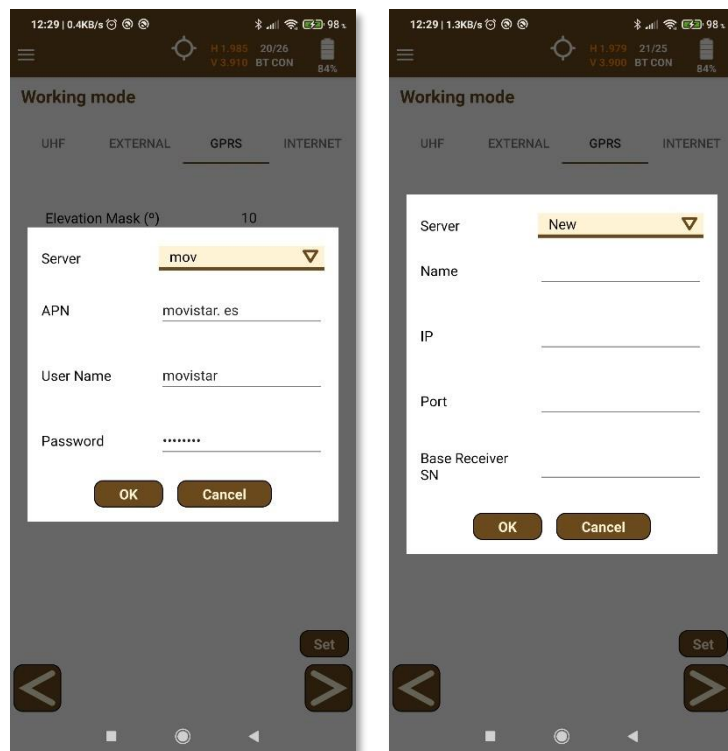 12:29 | 0.4KB/s
98
H 1.985 20/26
V 3.910 BT CON
84%
Working mode
UHF EXTERNAL GPRS INTERNET
Elevation Mask (º) 10
Server mov
APN movistar. es
User Name movistar
Password ••••••••
OK Cancel
Set
12:29 | 1.3KB/s
98
H 1.979 21/25
V 3.900 BT CON
84%
Working mode
UHF EXTERNAL GPRS INTERNET
Server New
Name
IP
Port
Base Receiver
SN
OK Cancel
Set